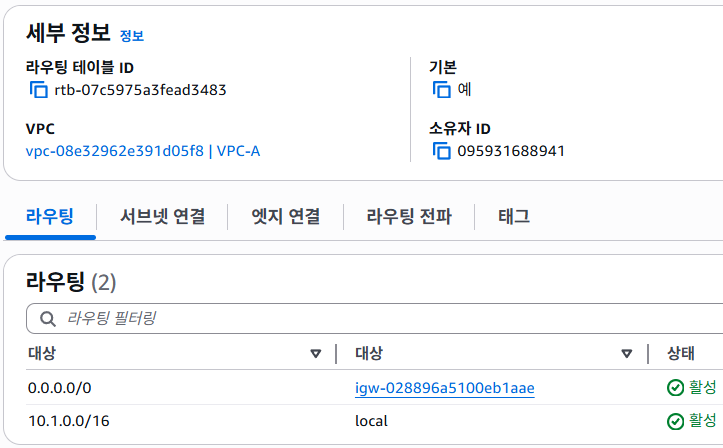 세부 정보 정보
라우팅 테이블 ID
rtb-07c5975a3fead3483
기본
예
VPC
vpc-08e32962e391d05f8 | VPC-A
소유자 ID
095931688941
라우팅 서브넷 연결 엣지 연결 라우팅 전파 태그
라우팅 (2)
라우팅 필터링
대상 대상 상태
0.0.0.0/0 igw-028896a5100eb1aae 활성
10.1.0.0/16 local 활성